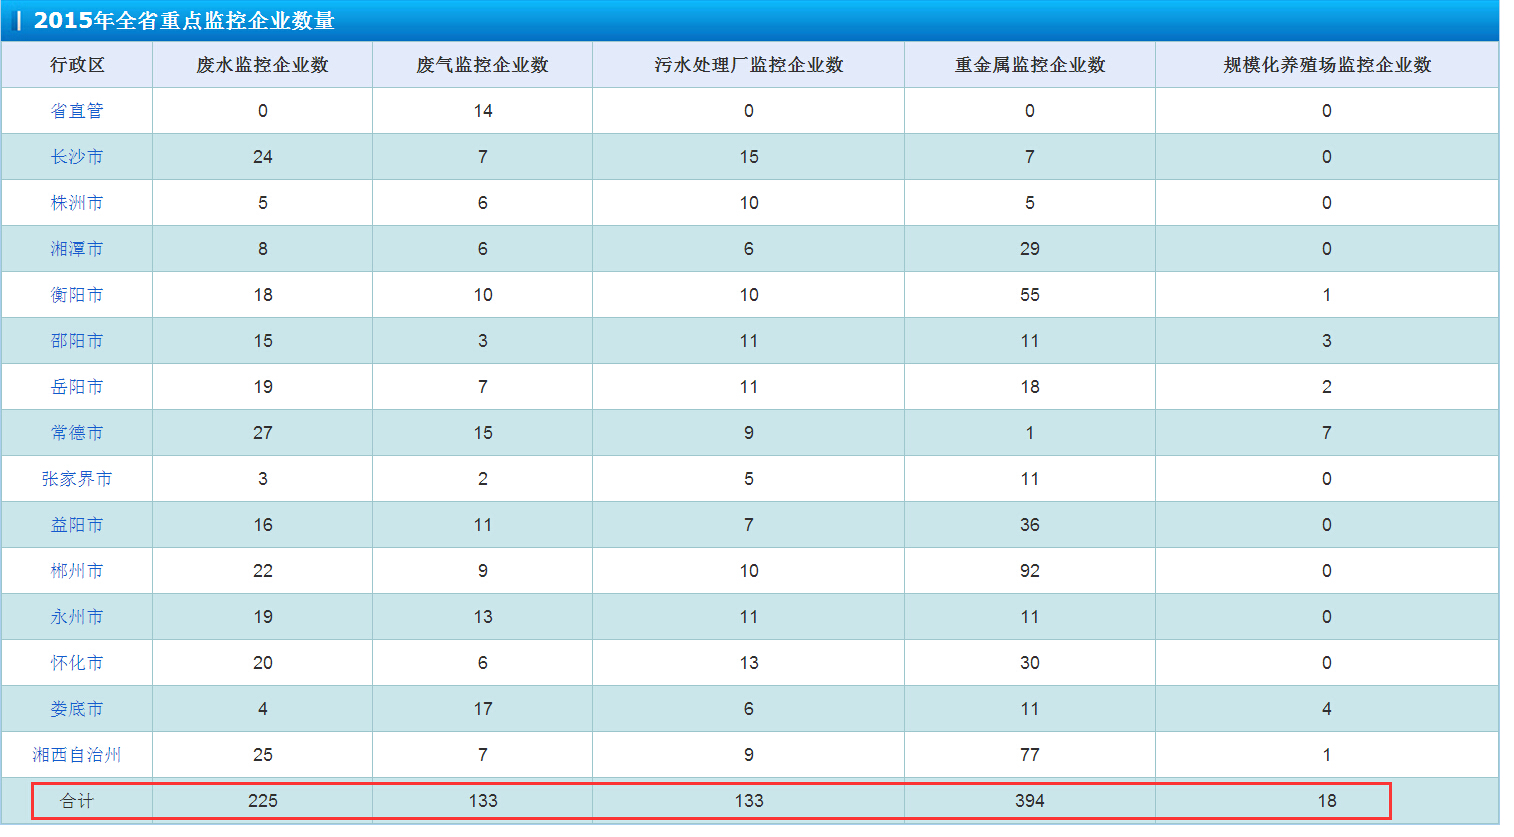 2015年全省重点监控企业数量
行政区 废水监控企业数 废气监控企业数 污水处理厂监控企业数 重金属监控企业数 规模化养殖场监控企业数
省直管 0 14 0 0 0
长沙市 24 7 15 7 0
株洲市 5 6 10 5 0
湘潭市 8 6 6 29 0
衡阳市 18 10 10 55 1
邵阳市 15 3 11 11 3
岳阳市 19 7 11 18 2
常德市 27 15 9 1 7
张家界市 3 2 5 11 0
益阳市 16 11 7 36 0
郴州市 22 9 10 92 0
永州市 19 13 11 11 0
怀化市 20 6 13 30 0
娄底市 4 17 6 11 4
湘西自治州 25 7 9 77 1
合计 225 133 133 394 18